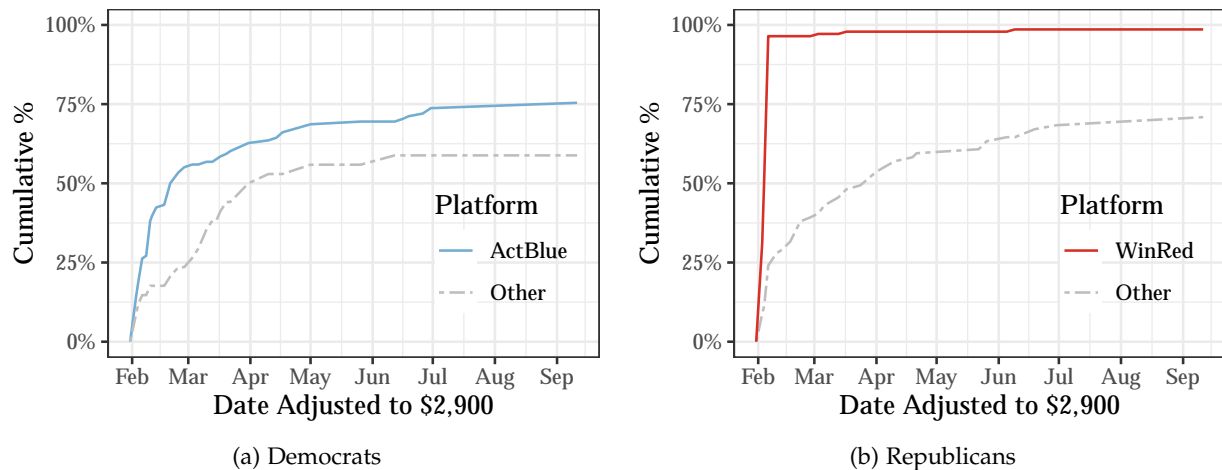 100%
75%
50%
25%
0%
Cumulative %
Platform
ActBlue
Other
Feb Mar Apr May Jun Jul Aug Sep
Date Adjusted to $2,900
(a) Democrats
100%
75%
50%
25%
0%
Cumulative %
Platform
WinRed
Other
Feb Mar Apr May Jun Jul Aug Sep
Date Adjusted to $2,900
(b) Republicans